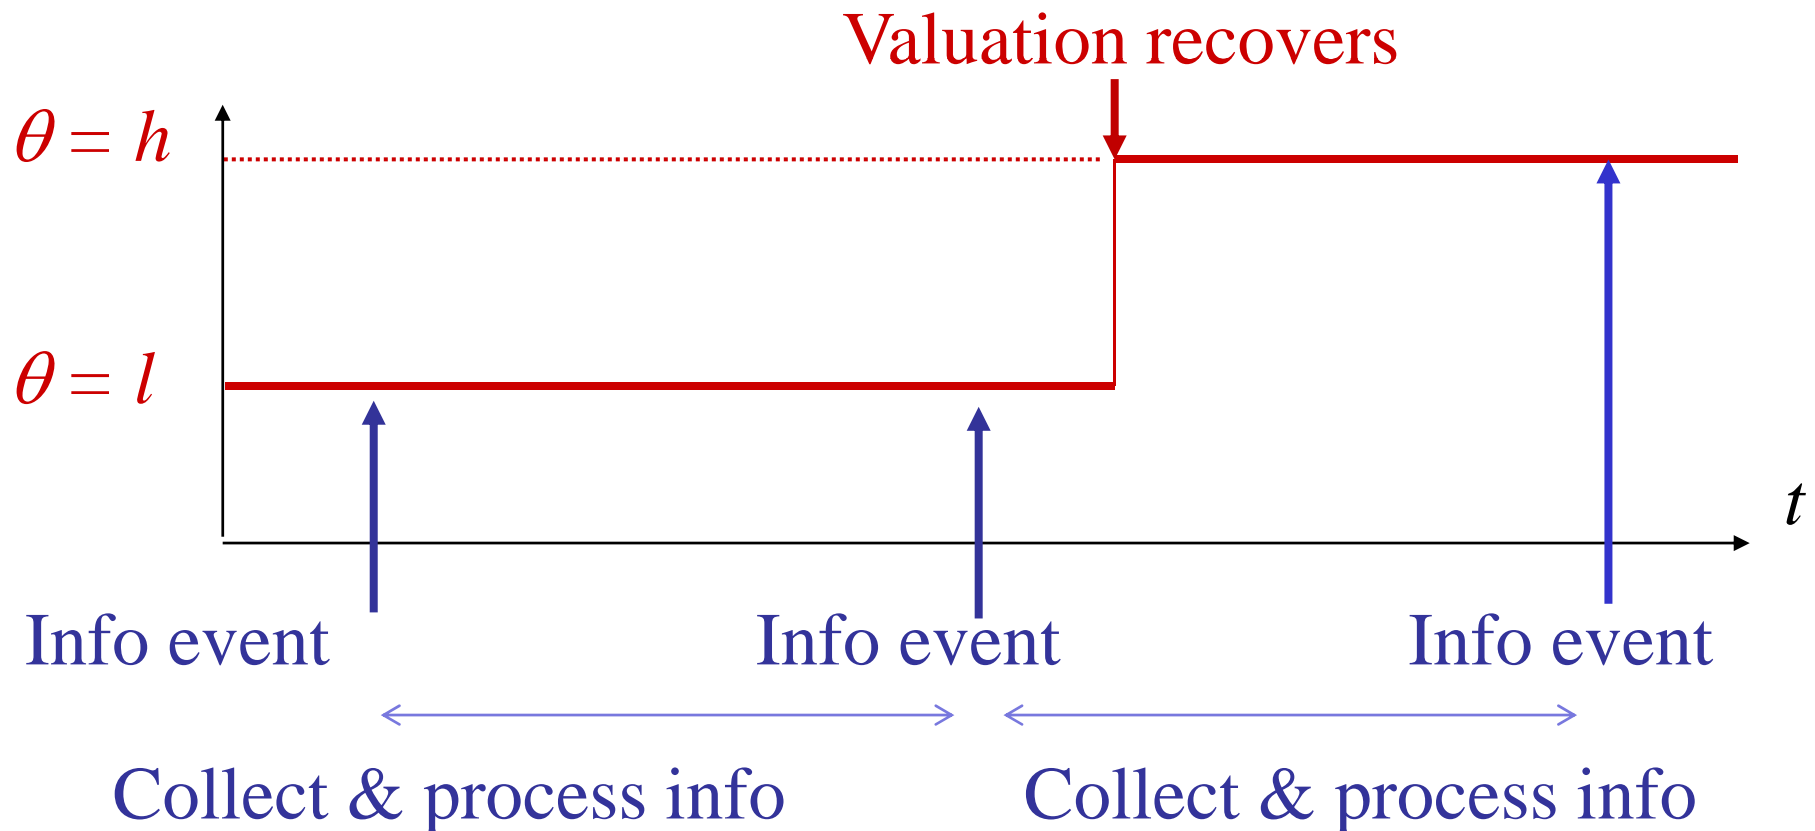 Valuation recovers
θ = h
θ = l
t
Info event
Info event
Info event
Collect & process info
Collect & process info